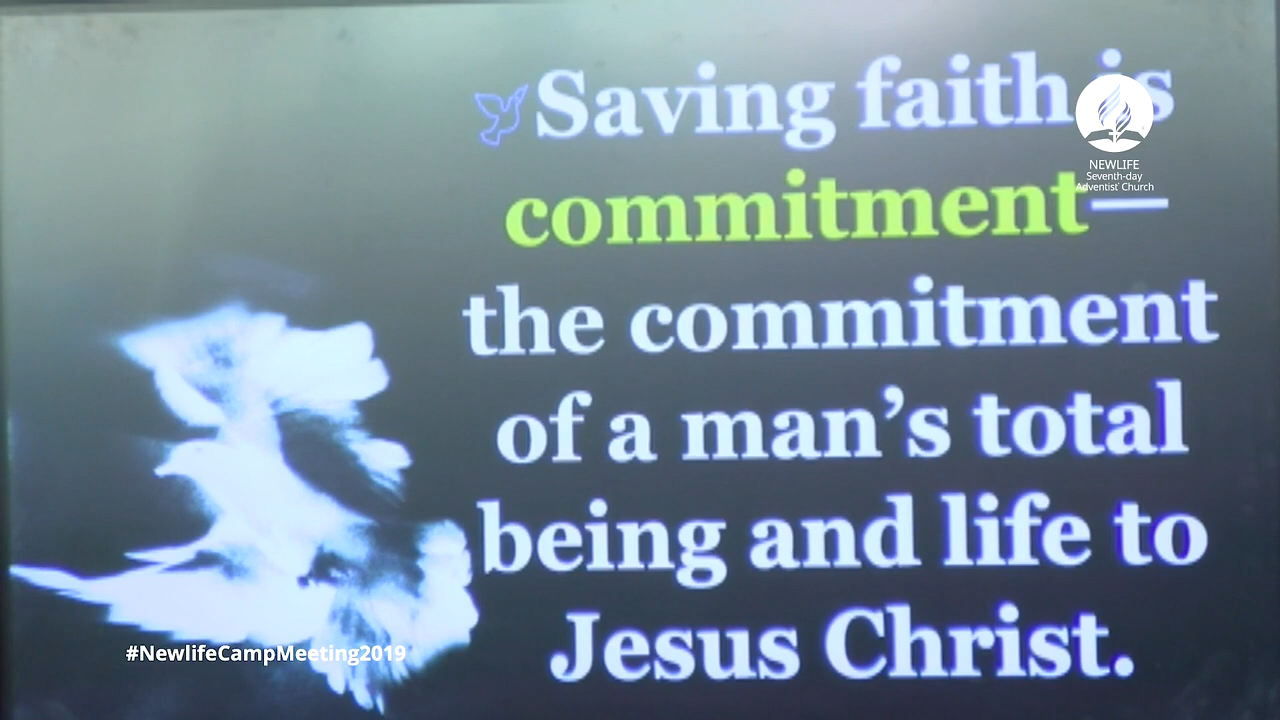 Saving faith is
commitment—
the commitment
of a man's total
being and life to
Jesus Christ.
NEWLIFE
Seventh-day
Adventist Church
#NewlifeCampMeeting2019